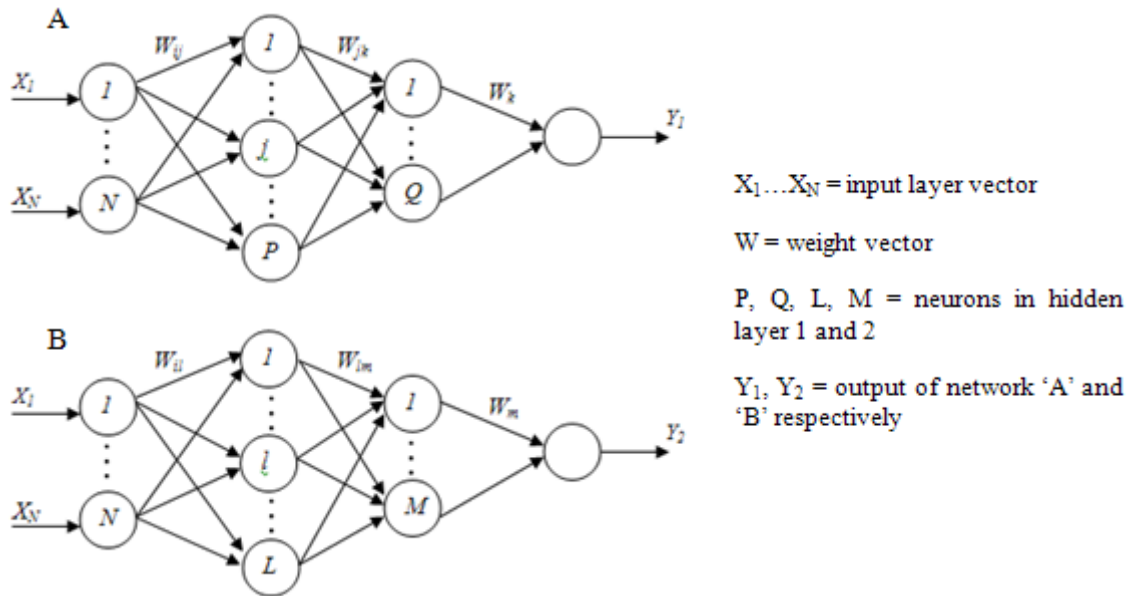 A
W_ij
1
W_jk
X_1
1
1
W_k
Y_1
j
X_N
N
Q
P
B
W_il
1
W_lm
X_1
1
1
W_m
Y_2
l
X_N
N
M
L
X_1...X_N = input layer vector
W = weight vector
P, Q, L, M = neurons in hidden
layer 1 and 2
Y_1, Y_2 = output of network ‘A’ and
‘B’ respectively